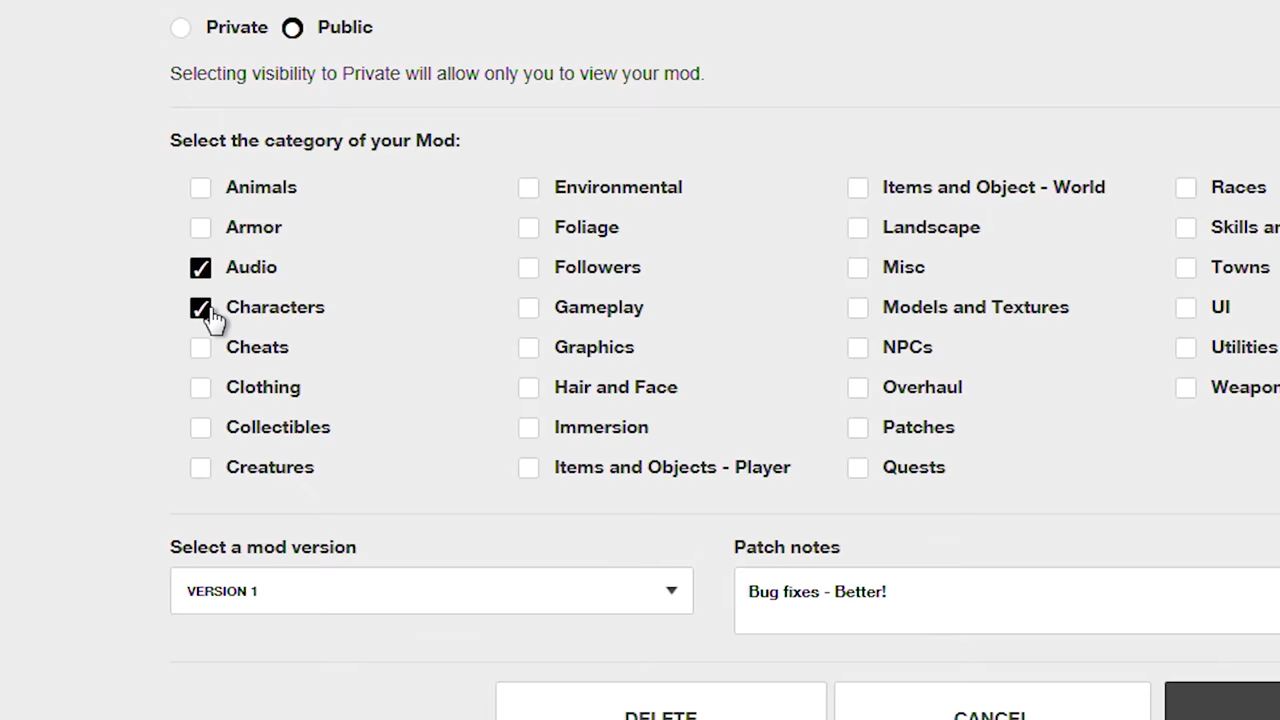 Private Public
Selecting visibility to Private will allow only you to view your mod.
Select the category of your Mod:
Animals Environmental Items and Object - World Races
Armor Foliage Landscape Skills
Audio Followers Misc Towns
Characters Gameplay Models and Textures UI
Cheats Graphics NPCs Utilities
Clothing Hair and Face Overhaul
Collectibles Immersion Patches
Creatures Items and Objects - Player Quests
Select a mod version Patch notes
VERSION 1 Bug fixes - Better!
DELETE CANCEL